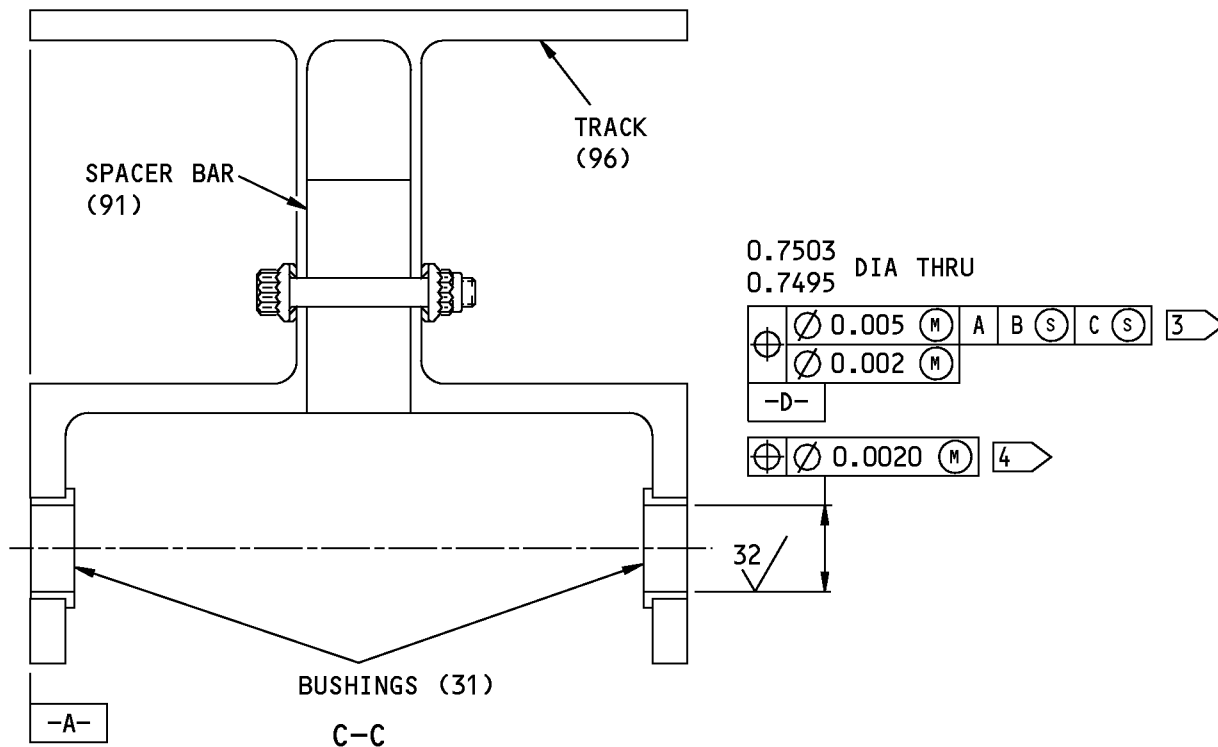 TRACK
(96)
SPACER BAR
(91)
0.7503
0.7495 DIA THRU
⌖ ⌀ 0.005 Ⓜ A B Ⓢ C Ⓢ 3
⌀ 0.002 Ⓜ
-D-
⌖ ⌀ 0.0020 Ⓜ 4
32
BUSHINGS (31)
-A-
C-C